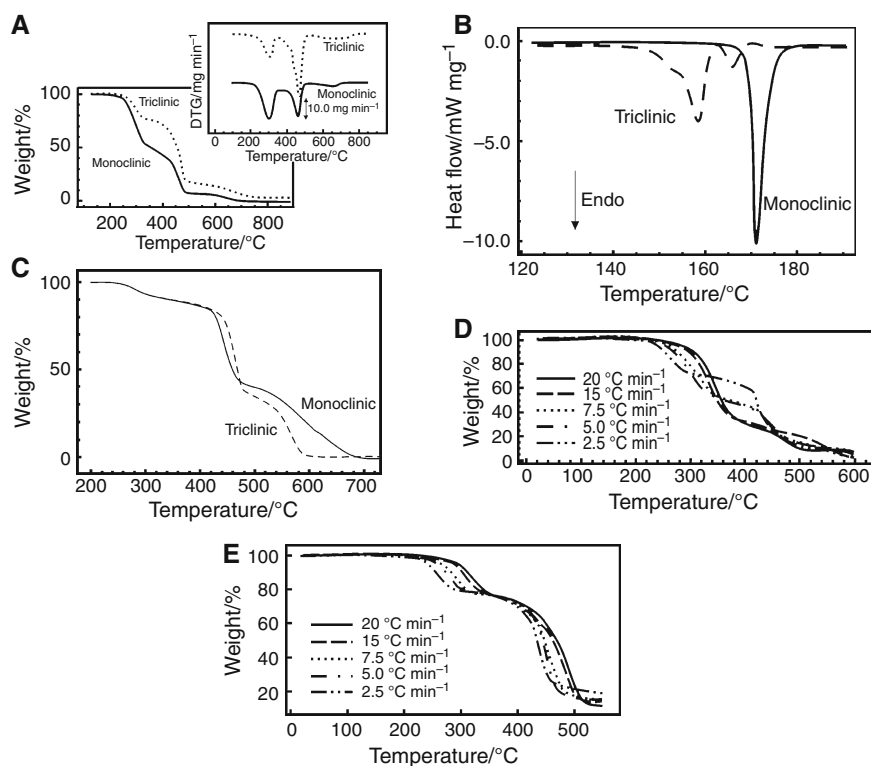 A
Weight/%
100
50
0
Triclinic
Monoclinic
200 400 600 800
Temperature/°C
DTG/mg min−1
Triclinic
Monoclinic
10.0 mg min−1
0 200 400 600 800
Temperature/°C
B
Heat flow/mW mg−1
0.0
−5.0
−10.0
Triclinic
Endo
Monoclinic
120 140 160 180
Temperature/°C
C
Weight/%
100
50
0
Monoclinic
Triclinic
200 300 400 500 600 700
Temperature/°C
D
Weight/%
100
80
60
40
20
0
20 °C min−1
15 °C min−1
7.5 °C min−1
5.0 °C min−1
2.5 °C min−1
0 100 200 300 400 500 600
Temperature/°C
E
Weight/%
100
80
60
40
20
20 °C min−1
15 °C min−1
7.5 °C min−1
5.0 °C min−1
2.5 °C min−1
0 100 200 300 400 500
Temperature/°C